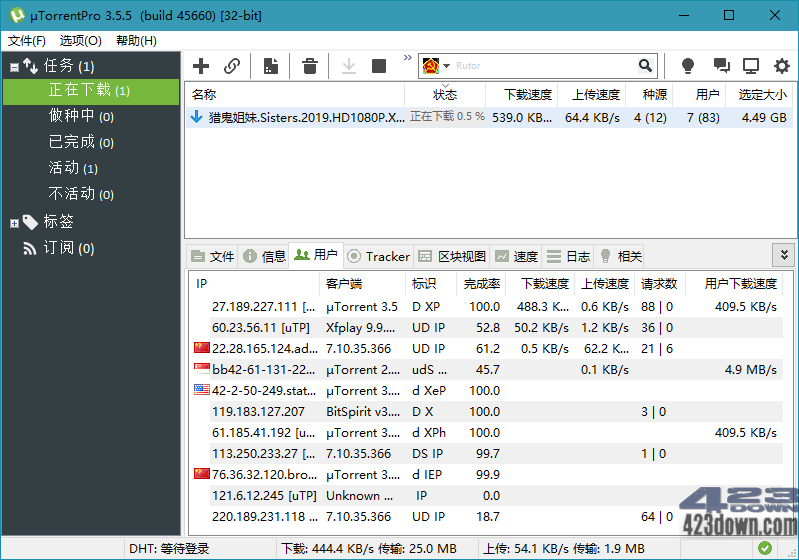 µTorrentPro 3.5.5 (build 45660) [32-bit]
文件(F) 选项(O) 帮助(H)
任务 (1)
正在下载 (1)
做种中 (0)
已完成 (0)
活动 (1)
不活动 (0)
标签
订阅 (0)
» Rutor
名称 状态 下载速度 上传速度 种源 用户 选定大小
猎鬼姐妹.Sisters.2019.HD1080P.X... 正在下载 0.5 % 539.0 KB... 64.4 KB/s 4 (12) 7 (83) 4.49 GB
文件 信息 用户 Tracker 区块视图 速度 日志 相关
IP 客户端 标识 完成率 下载速度 上传速度 请求数 用户下载速度
27.189.227.111 [... µTorrent 3.5 D XP 100.0 488.3 K... 0.6 KB/s 88 | 0 409.5 KB/s
60.23.56.11 [uTP] Xfplay 9.9.... UD IP 52.8 50.2 KB/s 1.2 KB/s 36 | 0
22.28.165.124.ad... 7.10.35.366 UD IP 61.2 0.5 KB/s 62.2 K... 21 | 6
bb42-61-131-22... µTorrent 2.... udS ... 45.7 0.1 KB/s 4.9 MB/s
42-2-50-249.stat... µTorrent 3.... d XeP 100.0
119.183.127.207 BitSpirit v3.... D X 100.0 3 | 0
61.185.41.192 [u... µTorrent 3.... d XPh 100.0 409.5 KB/s
113.250.233.27 [... 7.10.35.366 DS IP 99.7 1 | 0
76.36.32.120.bro... µTorrent 3.... d IEP 99.9
121.6.12.245 [uTP] Unknown ... IP 0.0
220.189.231.118 ... 7.10.35.366 UD IP 18.7 64 | 0
423DOWN
423down.com
DHT: 等待登录 下载: 444.4 KB/s 传输: 25.0 MB 上传: 54.1 KB/s 传输: 1.9 MB